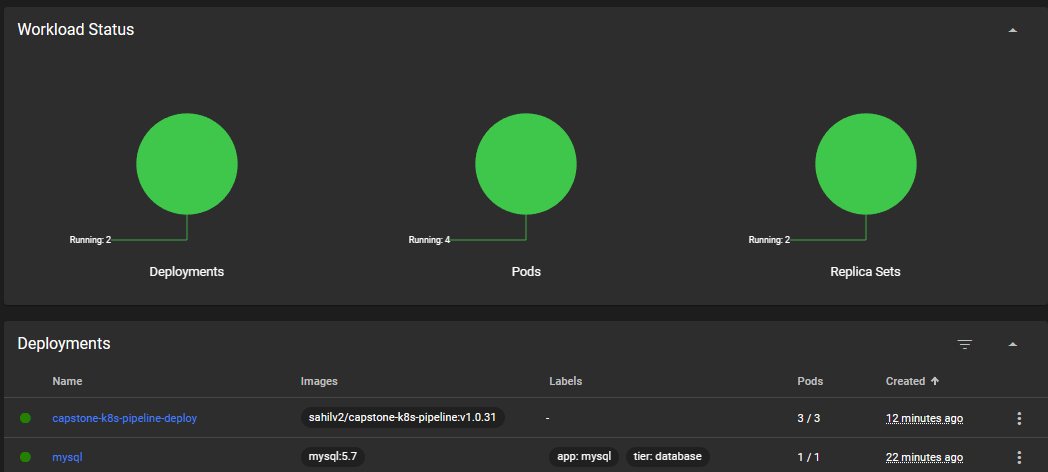 Workload Status
Running: 2
Running: 4
Running: 2
Deployments
Pods
Replica Sets
Deployments
Name Images Labels Pods Created
capstone-k8s-pipeline-deploy sahilv2/capstone-k8s-pipeline:v1.0.31 - 3 / 3 12 minutes ago
mysql mysql:5.7 app: mysql tier: database 1 / 1 22 minutes ago